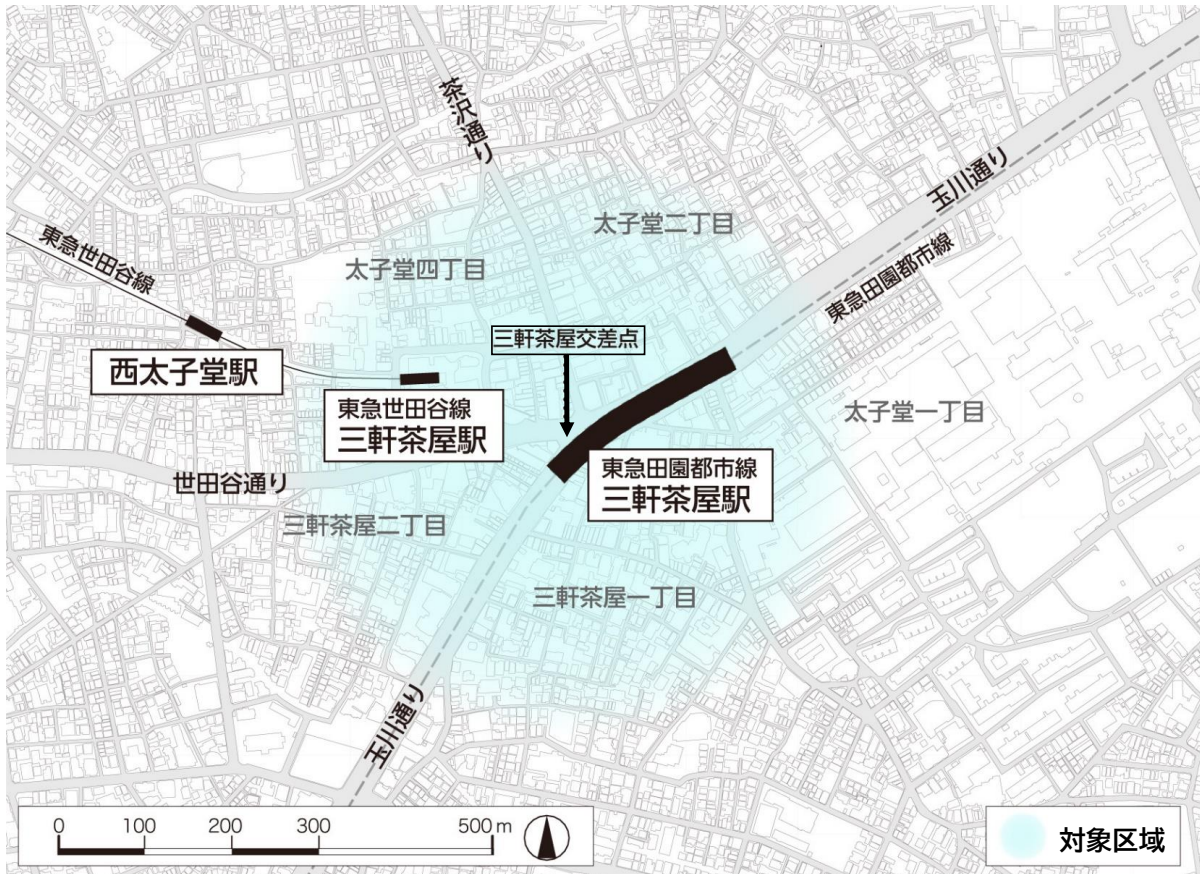 茶沢通り
玉川通り
太子堂二丁目
東急世田谷線
太子堂四丁目
東急田園都市線
三軒茶屋交差点
西太子堂駅
東急世田谷線
三軒茶屋駅
太子堂一丁目
東急田園都市線
三軒茶屋駅
世田谷通り
三軒茶屋二丁目
三軒茶屋一丁目
玉川通り
0 100 200 300 500m
対象区域